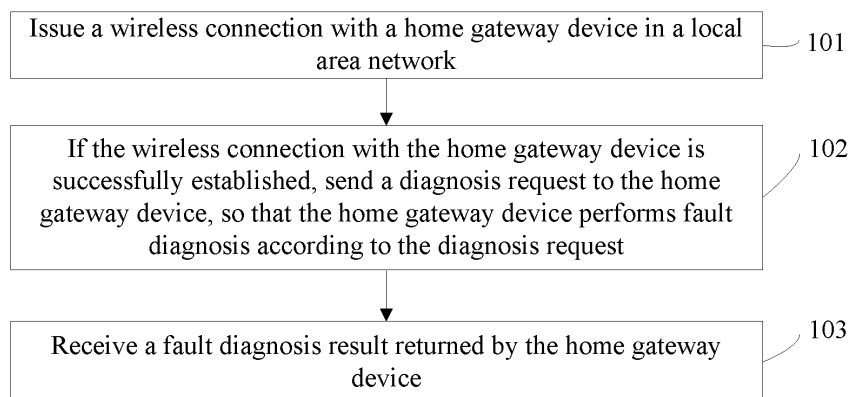 Issue a wireless connection with a home gateway device in a local
area network
101
If the wireless connection with the home gateway device is
successfully established, send a diagnosis request to the home
gateway device, so that the home gateway device performs fault
diagnosis according to the diagnosis request
102
Receive a fault diagnosis result returned by the home gateway
device
103